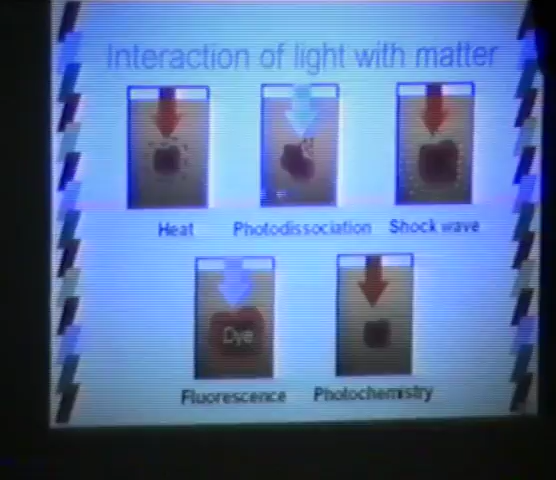 Interaction of light with matter
Heat
Photodissociation
Shock wave
Dye
Fluorescence
Photochemistry